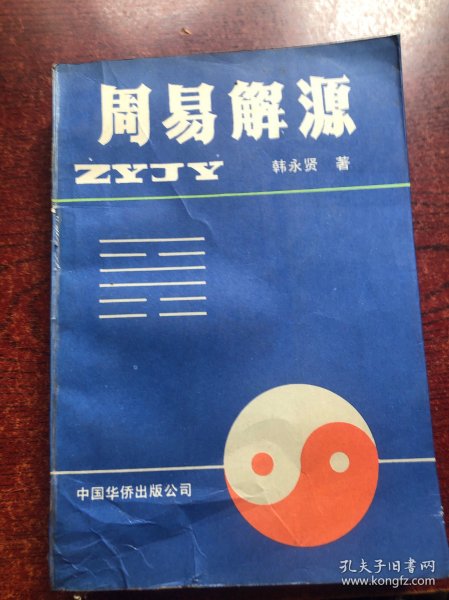 周易解源
ZYJY
韩永贤 著
中国华侨出版公司
孔夫子旧书网
www.kongfz.com